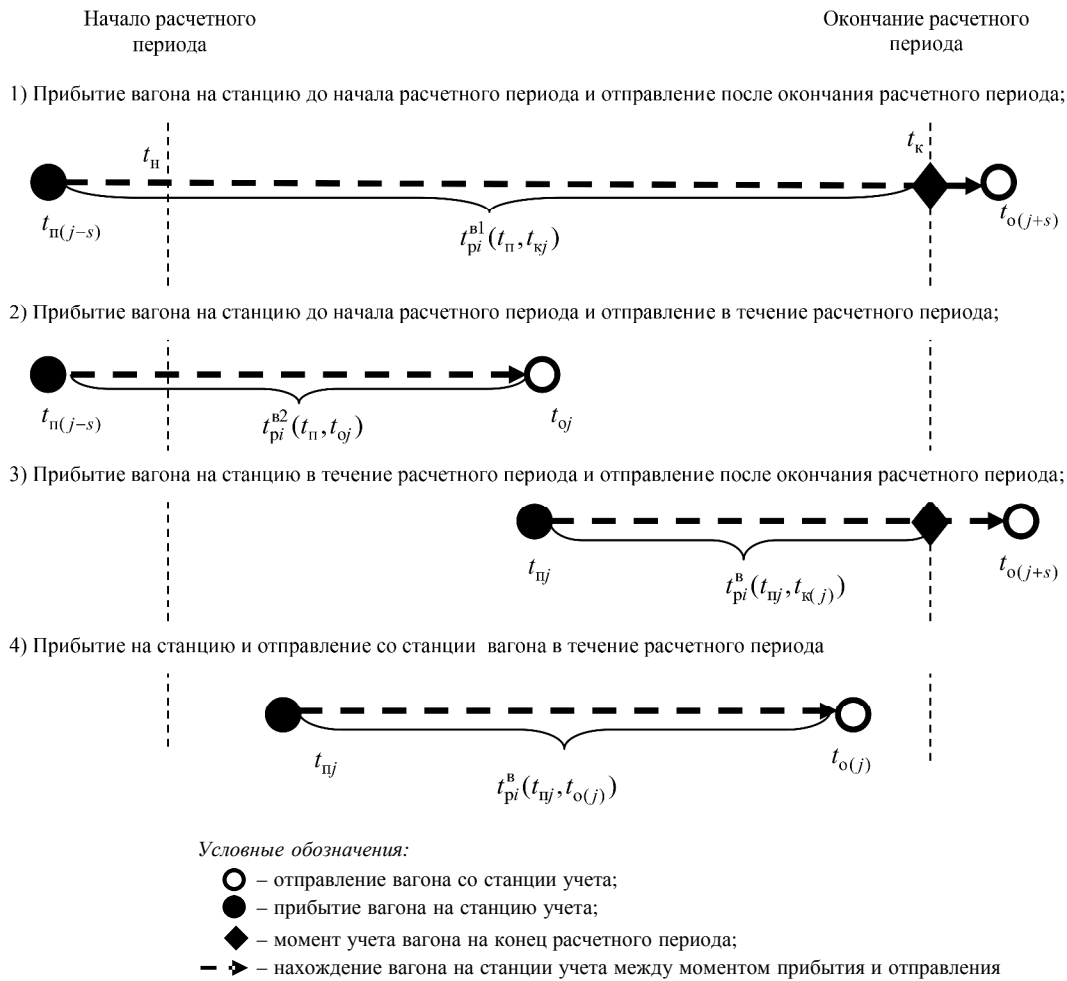 Начало расчетного
периода
Окончание расчетного
периода
1) Прибытие вагона на станцию до начала расчетного периода и отправление после окончания расчетного периода;
tн
tк
tп(j−s)
tо(j+s)
tрiв1(tп,tкj)
2) Прибытие вагона на станцию до начала расчетного периода и отправление в течение расчетного периода;
tп(j−s)
tрiв2(tп,tоj)
tоj
3) Прибытие вагона на станцию в течение расчетного периода и отправление после окончания расчетного периода;
tпj
tрiв(tпj,tк(j))
tо(j+s)
4) Прибытие на станцию и отправление со станции вагона в течение расчетного периода
tпj
tо(j)
tрiв(tпj,tо(j))
Условные обозначения:
– отправление вагона со станции учета;
– прибытие вагона на станцию учета;
– момент учета вагона на конец расчетного периода;
– нахождение вагона на станции учета между моментом прибытия и отправления